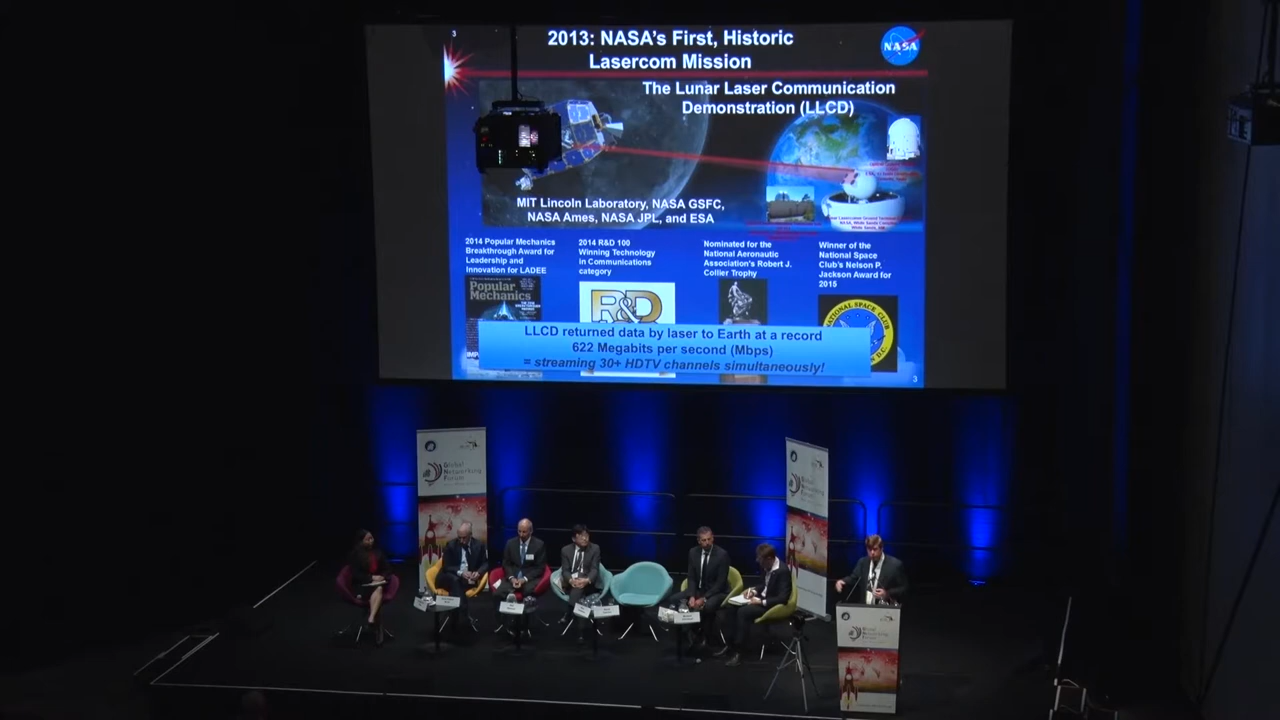 3
2013: NASA's First, Historic
Lasercom Mission
NASA
The Lunar Laser Communication
Demonstration (LLCD)
MIT Lincoln Laboratory, NASA GSFC,
NASA Ames, NASA JPL, and ESA
2014 Popular Mechanics
Breakthrough Award for
Leadership and
Innovation for LADEE
2014 R&D 100
Winning Technology
in Communications
category
Nominated for the
National Aeronautic
Association's Robert J.
Collier Trophy
Winner of the
National Space
Club's Nelson P.
Jackson Award for
2015
Popular
Mechanics
R&D
NATIONAL SPACE CLUB
D.C.
LLCD returned data by laser to Earth at a record
622 Megabits per second (Mbps)
= streaming 30+ HDTV channels simultaneously!
3
Global
Networking
Forum
Global
Networking
Forum
Global
Networking
Forum